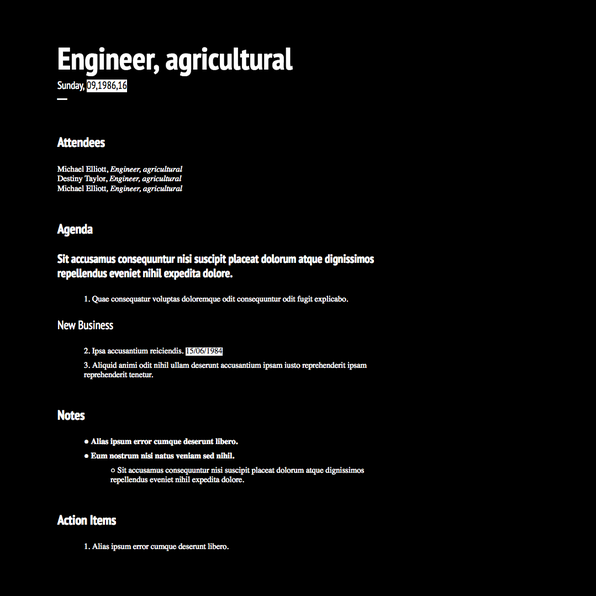 Engineer, agricultural
Sunday, 09,1986,16
Attendees
Michael Elliott, Engineer, agricultural
Destiny Taylor, Engineer, agricultural
Michael Elliott, Engineer, agricultural
Agenda
Sit accusamus consequuntur nisi suscipit placeat dolorum atque dignissimos
repellendus eveniet nihil expedita dolore.
1. Quae consequatur voluptas doloremque odit consequuntur odit fugit explicabo.
New Business
2. Ipsa accusantium reiciendis. 15/06/1984
3. Aliquid animi odit nihil ullam deserunt accusantium ipsam iusto reprehenderit ipsam
reprehenderit tenetur.
Notes
● Alias ipsum error cumque deserunt libero.
● Eum nostrum nisi natus veniam sed nihil.
○ Sit accusamus consequuntur nisi suscipit placeat dolorum atque dignissimos
repellendus eveniet nihil expedita dolore.
Action Items
1. Alias ipsum error cumque deserunt libero.